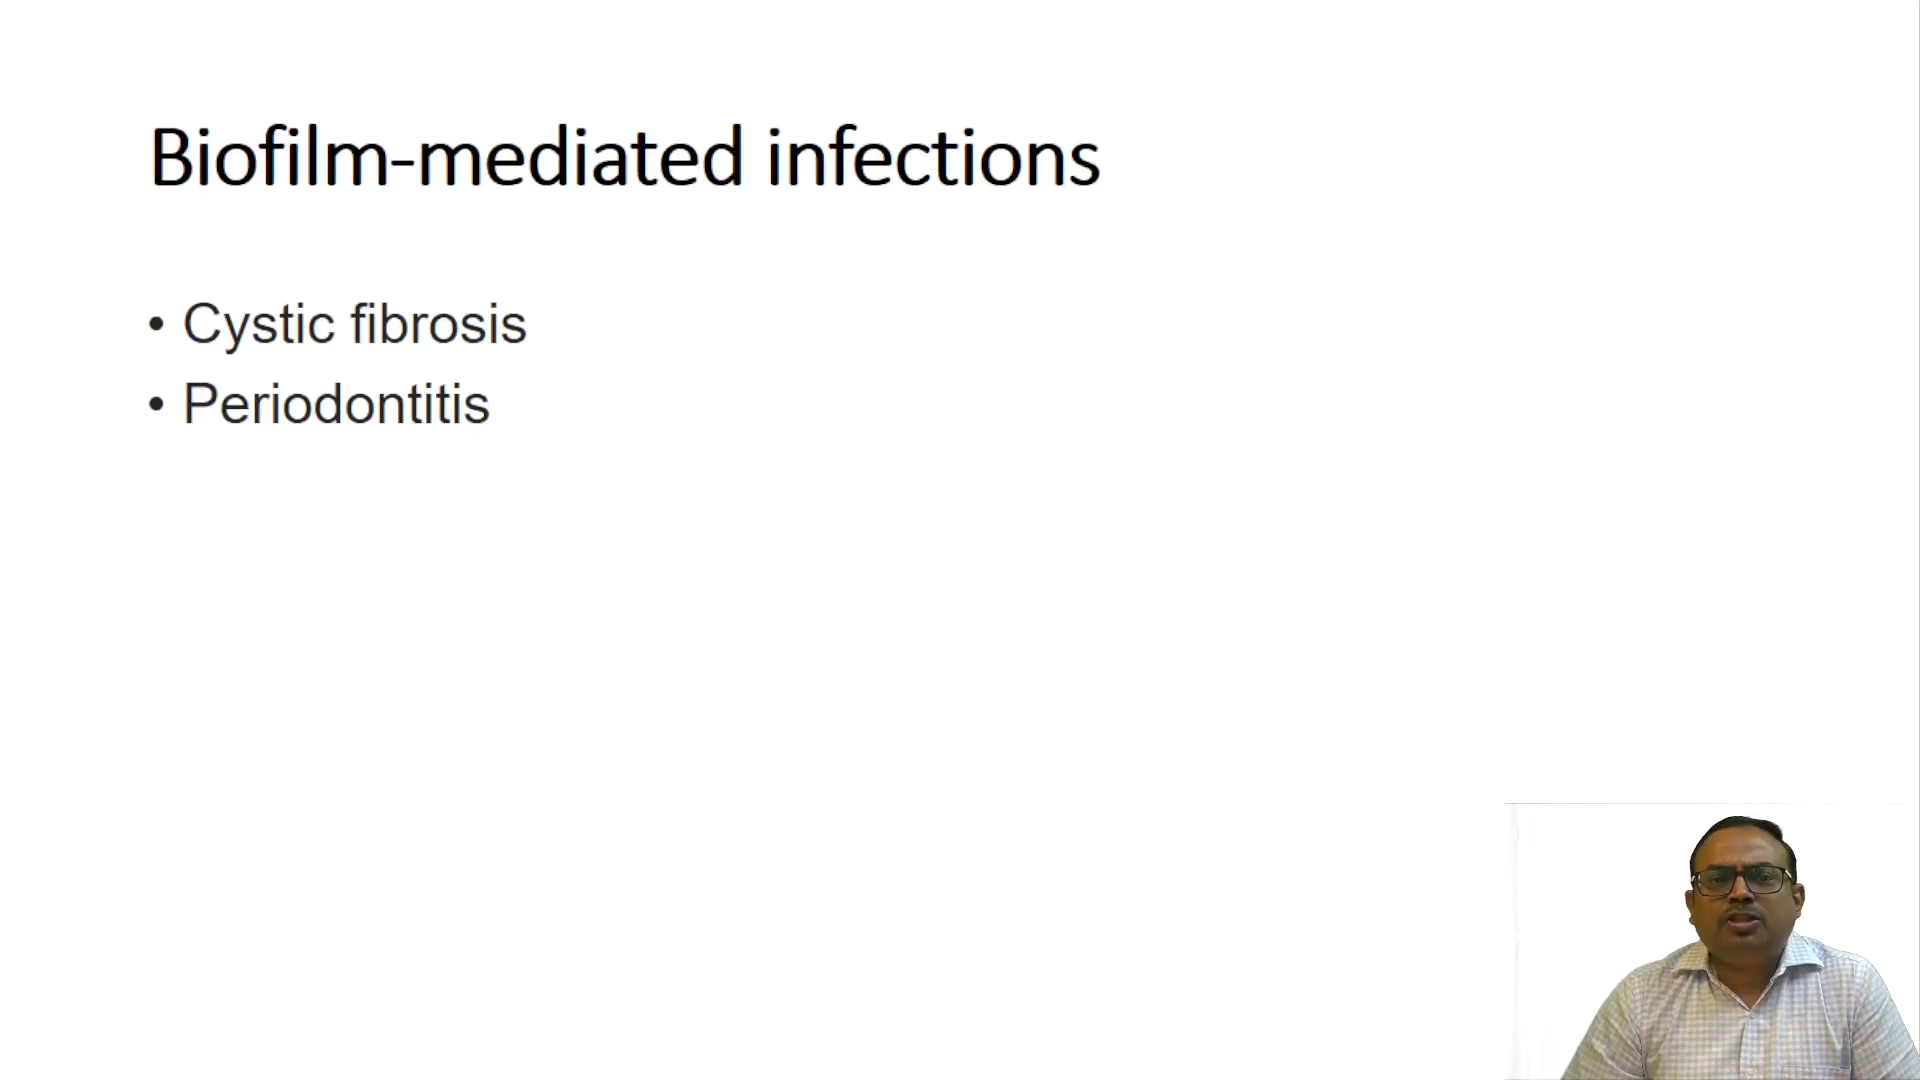 Biofilm-mediated infections
• Cystic fibrosis
• Periodontitis